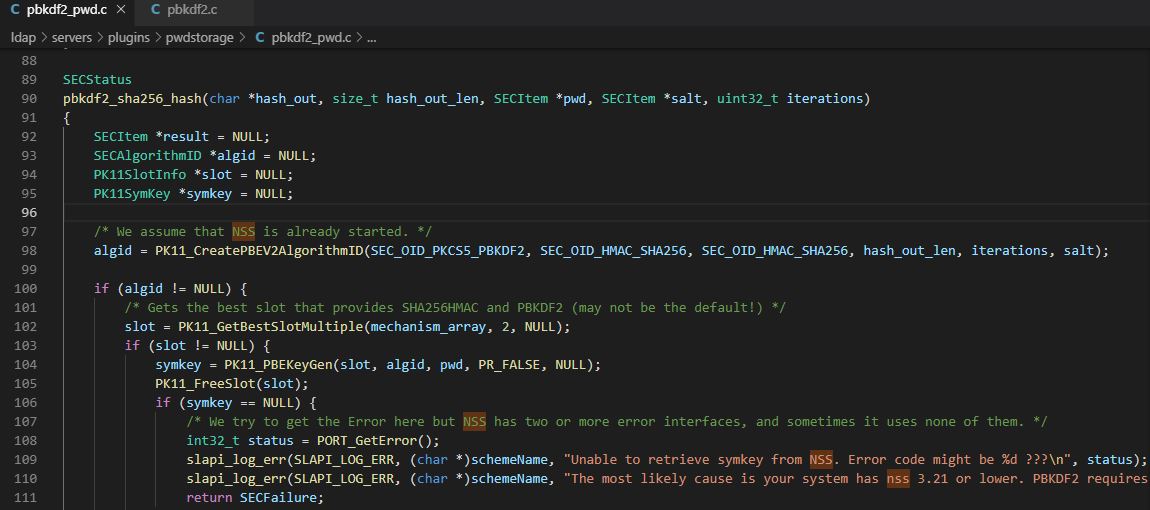 C pbkdf2_pwd.c × C pbkdf2.c
ldap > servers > plugins > pwdstorage > C pbkdf2_pwd.c > ...
88
89 SECStatus
90 pbkdf2_sha256_hash(char *hash_out, size_t hash_out_len, SECItem *pwd, SECItem *salt, uint32_t iterations)
91 {
92     SECItem *result = NULL;
93     SECAlgorithmID *algid = NULL;
94     PK11SlotInfo *slot = NULL;
95     PK11SymKey *symkey = NULL;
96
97     /* We assume that NSS is already started. */
98     algid = PK11_CreatePBEV2AlgorithmID(SEC_OID_PKCS5_PBKDF2, SEC_OID_HMAC_SHA256, SEC_OID_HMAC_SHA256, hash_out_len, iterations, salt);
99
100     if (algid != NULL) {
101         /* Gets the best slot that provides SHA256HMAC and PBKDF2 (may not be the default!) */
102         slot = PK11_GetBestSlotMultiple(mechanism_array, 2, NULL);
103         if (slot != NULL) {
104             symkey = PK11_PBEKeyGen(slot, algid, pwd, PR_FALSE, NULL);
105             PK11_FreeSlot(slot);
106             if (symkey == NULL) {
107                 /* We try to get the Error here but NSS has two or more error interfaces, and sometimes it uses none of them. */
108                 int32_t status = PORT_GetError();
109                 slapi_log_err(SLAPI_LOG_ERR, (char *)schemeName, "Unable to retrieve symkey from NSS. Error code might be %d ???\n", status);
110                 slapi_log_err(SLAPI_LOG_ERR, (char *)schemeName, "The most likely cause is your system has nss 3.21 or lower. PBKDF2 requires
111                 return SECFailure;